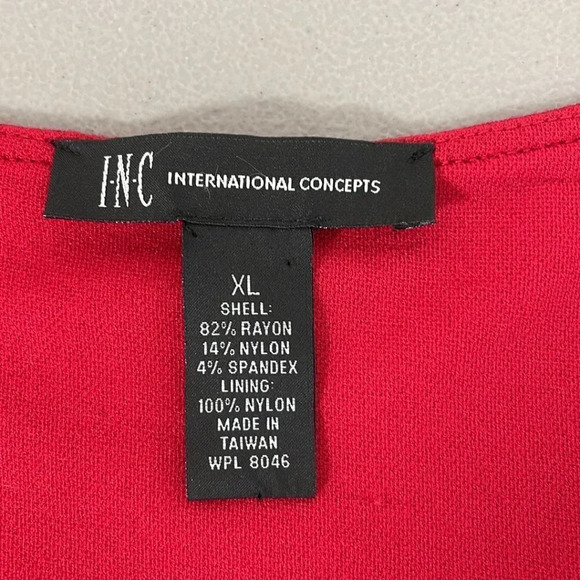 I·N·C INTERNATIONAL CONCEPTS
XL
SHELL:
82% RAYON
14% NYLON
4% SPANDEX
LINING:
100% NYLON
MADE IN
TAIWAN
WPL 8046